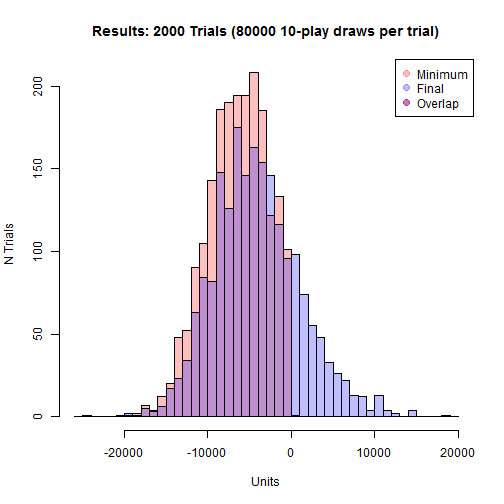 Results: 2000 Trials (80000 10-play draws per trial)
Minimum
Final
Overlap
N Trials
200
150
100
50
0
-20000 -10000 0 10000 20000
Units